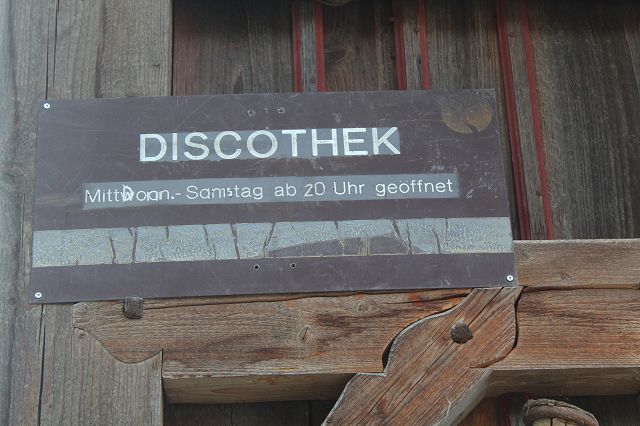 DISCOTHEK
- Samstag ab 20 Uhr geöffnet